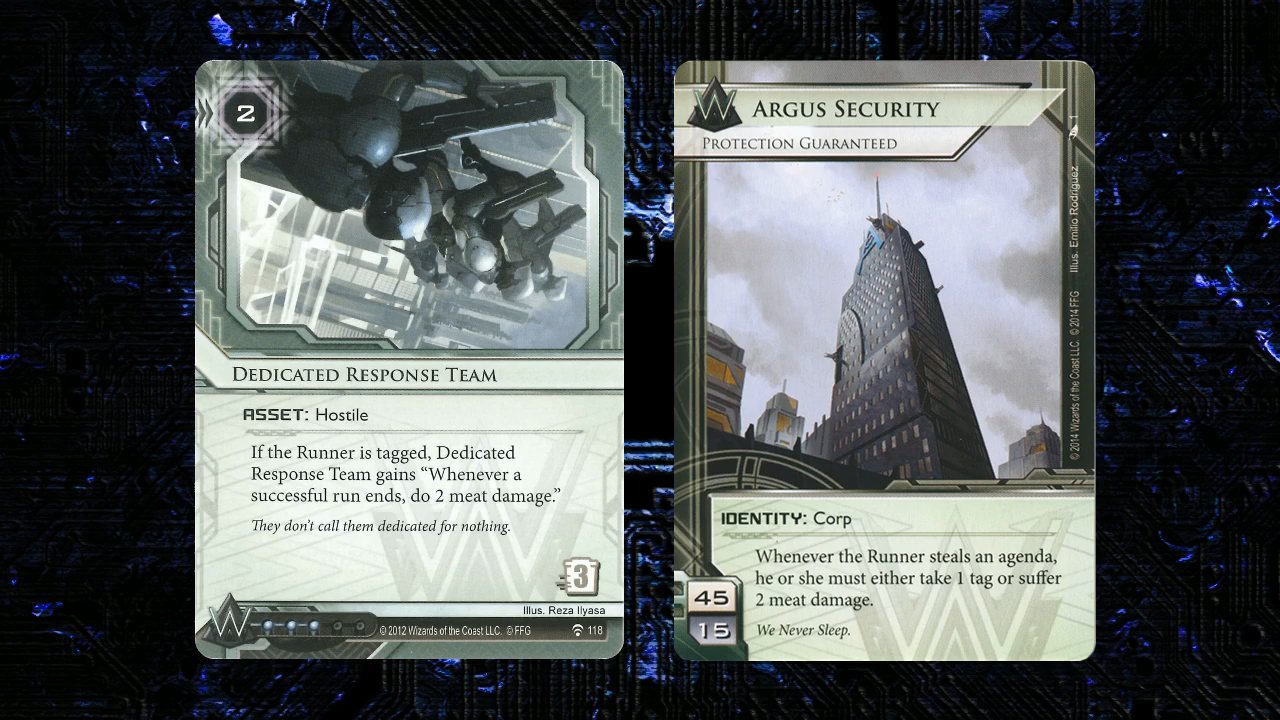 2
DEDICATED RESPONSE TEAM
ASSET: Hostile
If the Runner is tagged, Dedicated
Response Team gains “Whenever a
successful run ends, do 2 meat damage.”
They don’t call them dedicated for nothing.
3
Illus. Reza Ilyasa
© 2012 Wizards of the Coast LLC. © FFG 118
ARGUS SECURITY
PROTECTION GUARANTEED
1
Illus. Emilio Rodriguez
© 2014 Wizards of the Coast LLC. © 2014 FFG
IDENTITY: Corp
Whenever the Runner steals an agenda,
he or she must either take 1 tag or suffer
2 meat damage.
We Never Sleep.
45
15